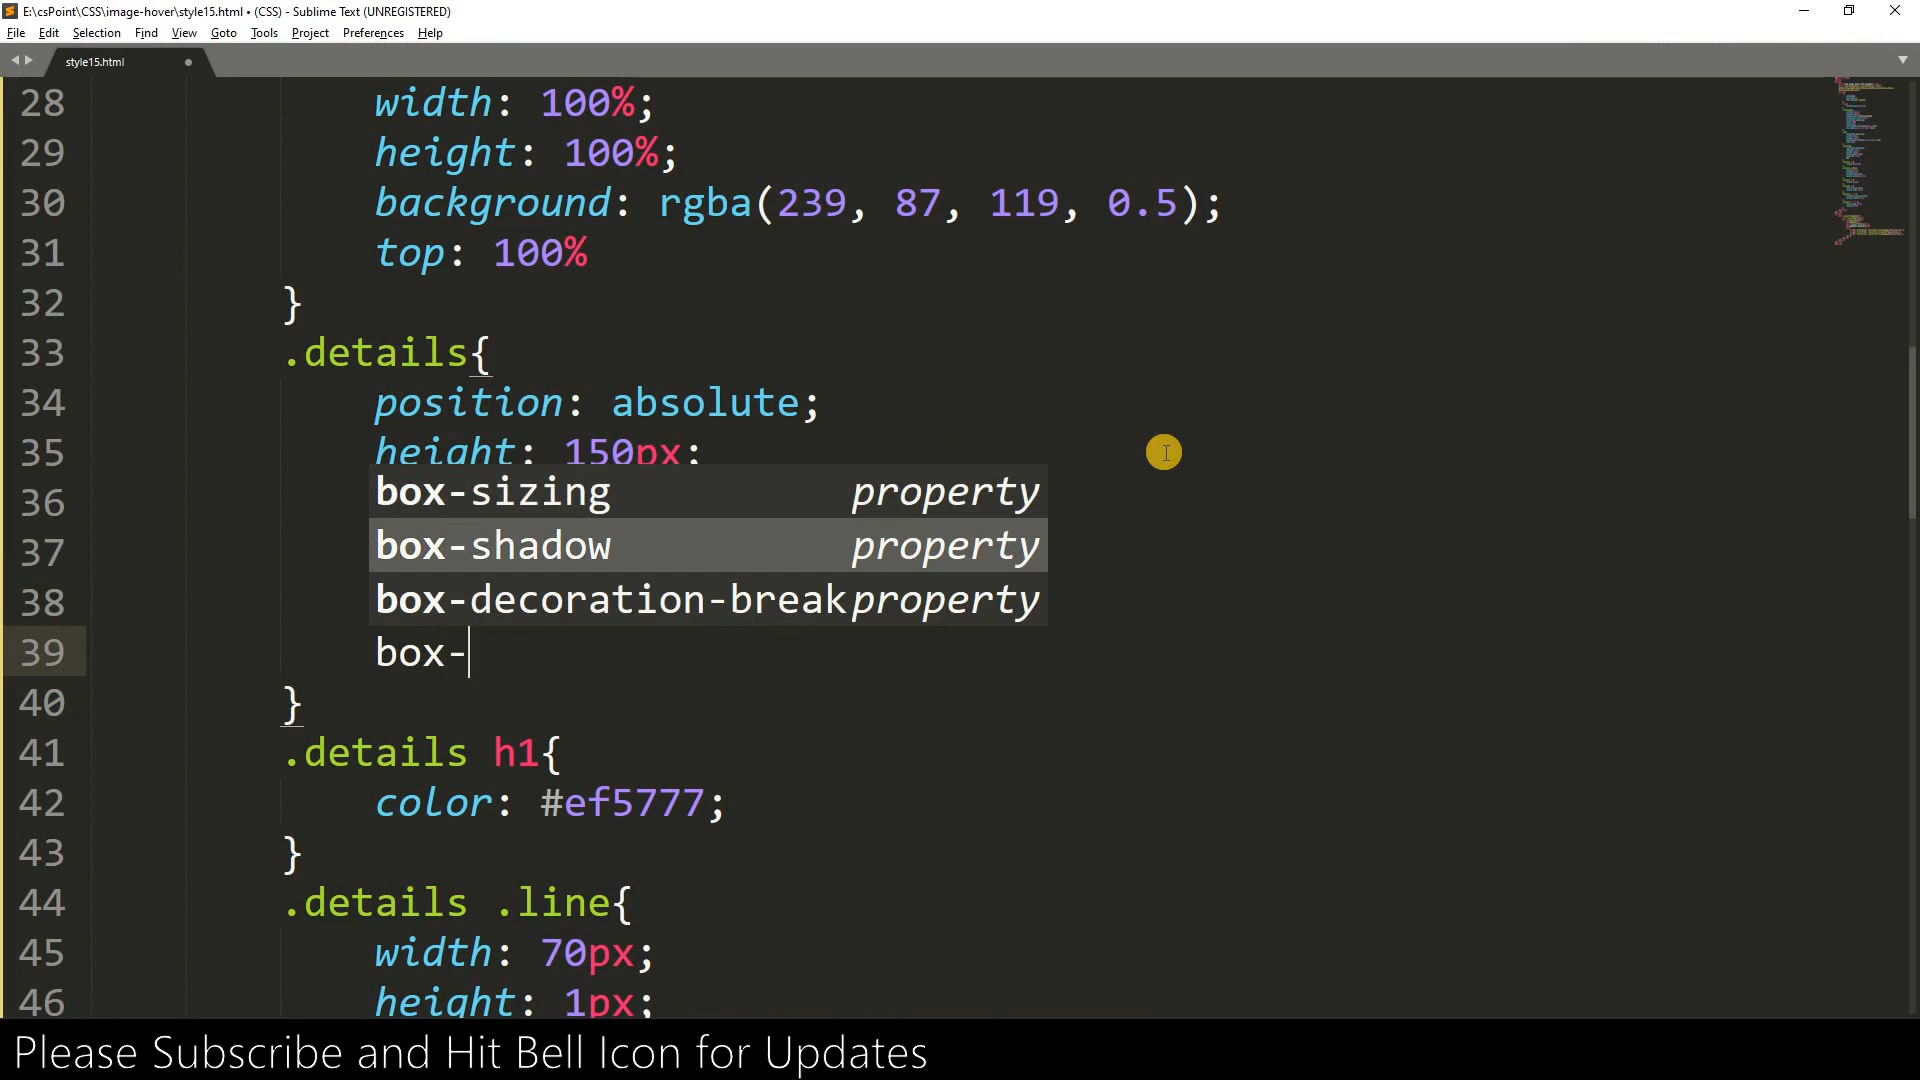 E:\csPoint\CSS\image-hover\style15.html • (CSS) - Sublime Text (UNREGISTERED)
File Edit Selection Find View Goto Tools Project Preferences Help
style15.html
28 width: 100%;
29 height: 100%;
30 background: rgba(239, 87, 119, 0.5);
31 top: 100%
32 }
33 .details{
34 position: absolute;
35 height: 150px;
36 box-sizing property
37 box-shadow property
38 box-decoration-break property
39 box-
40 }
41 .details h1{
42 color: #ef5777;
43 }
44 .details .line{
45 width: 70px;
46 height: 1px;
Please Subscribe and Hit Bell Icon for Updates